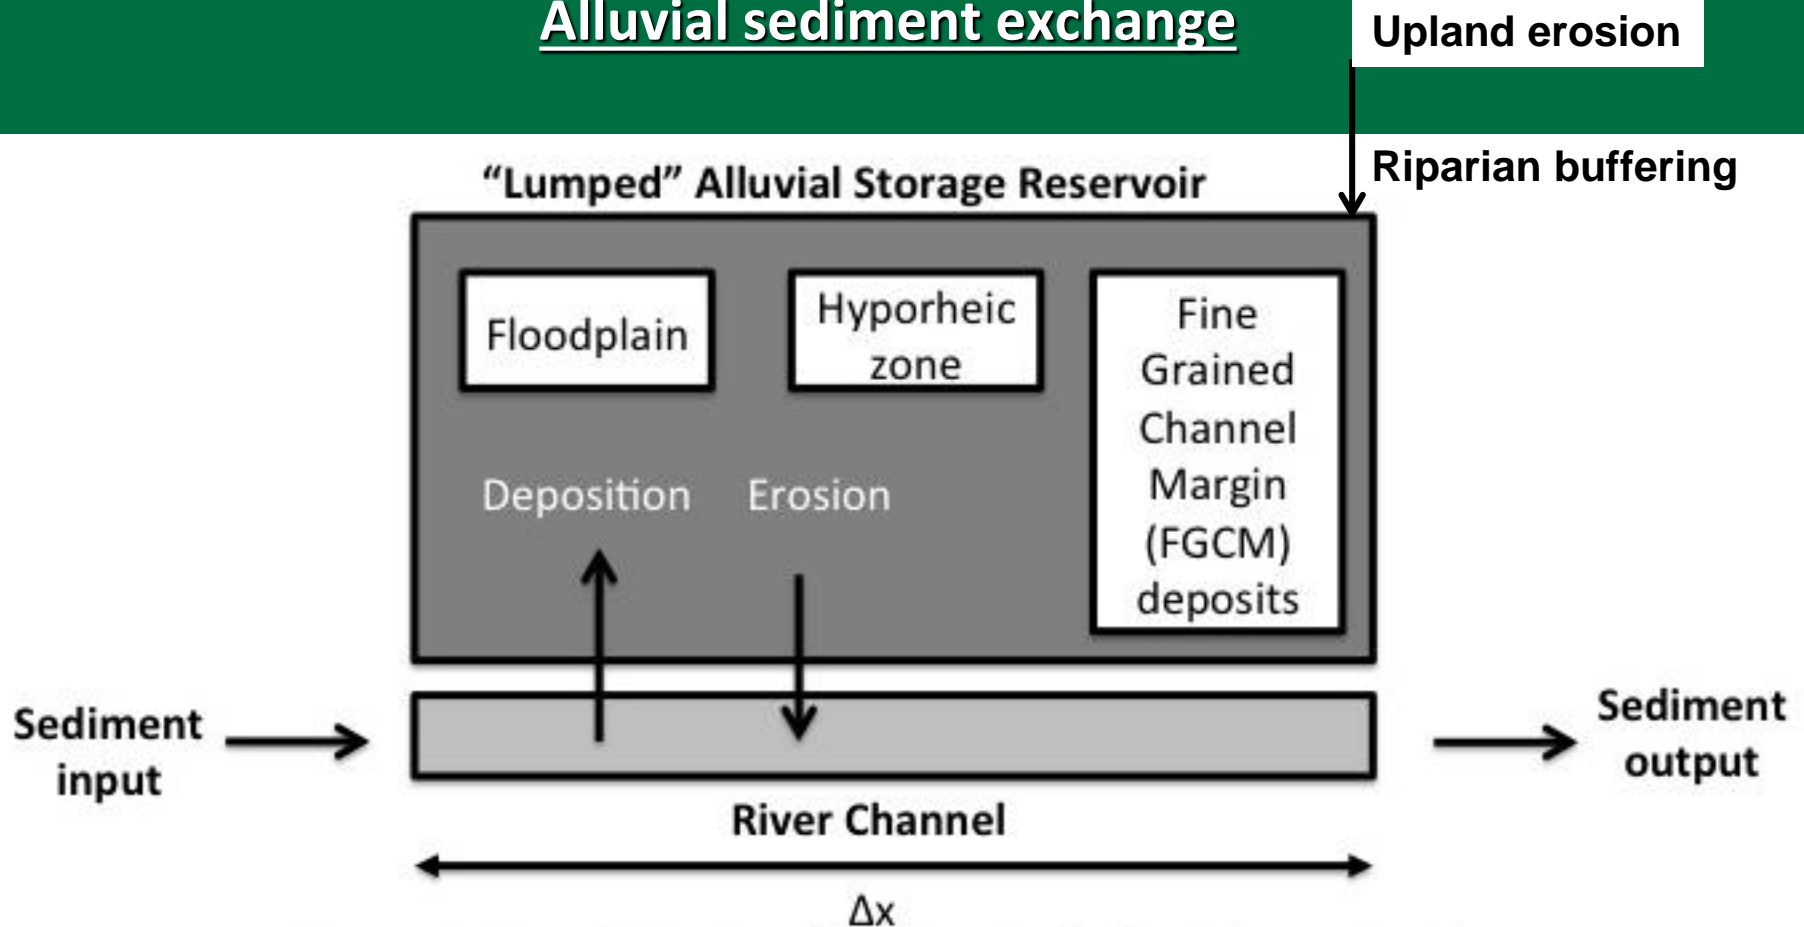 Alluvial sediment exchange
Upland erosion
Riparian buffering
“Lumped” Alluvial Storage Reservoir
Floodplain
Hyporheic
zone
Fine
Grained
Channel
Margin
(FGCM)
deposits
Deposition
Erosion
Sediment
input
Sediment
output
River Channel
Δx